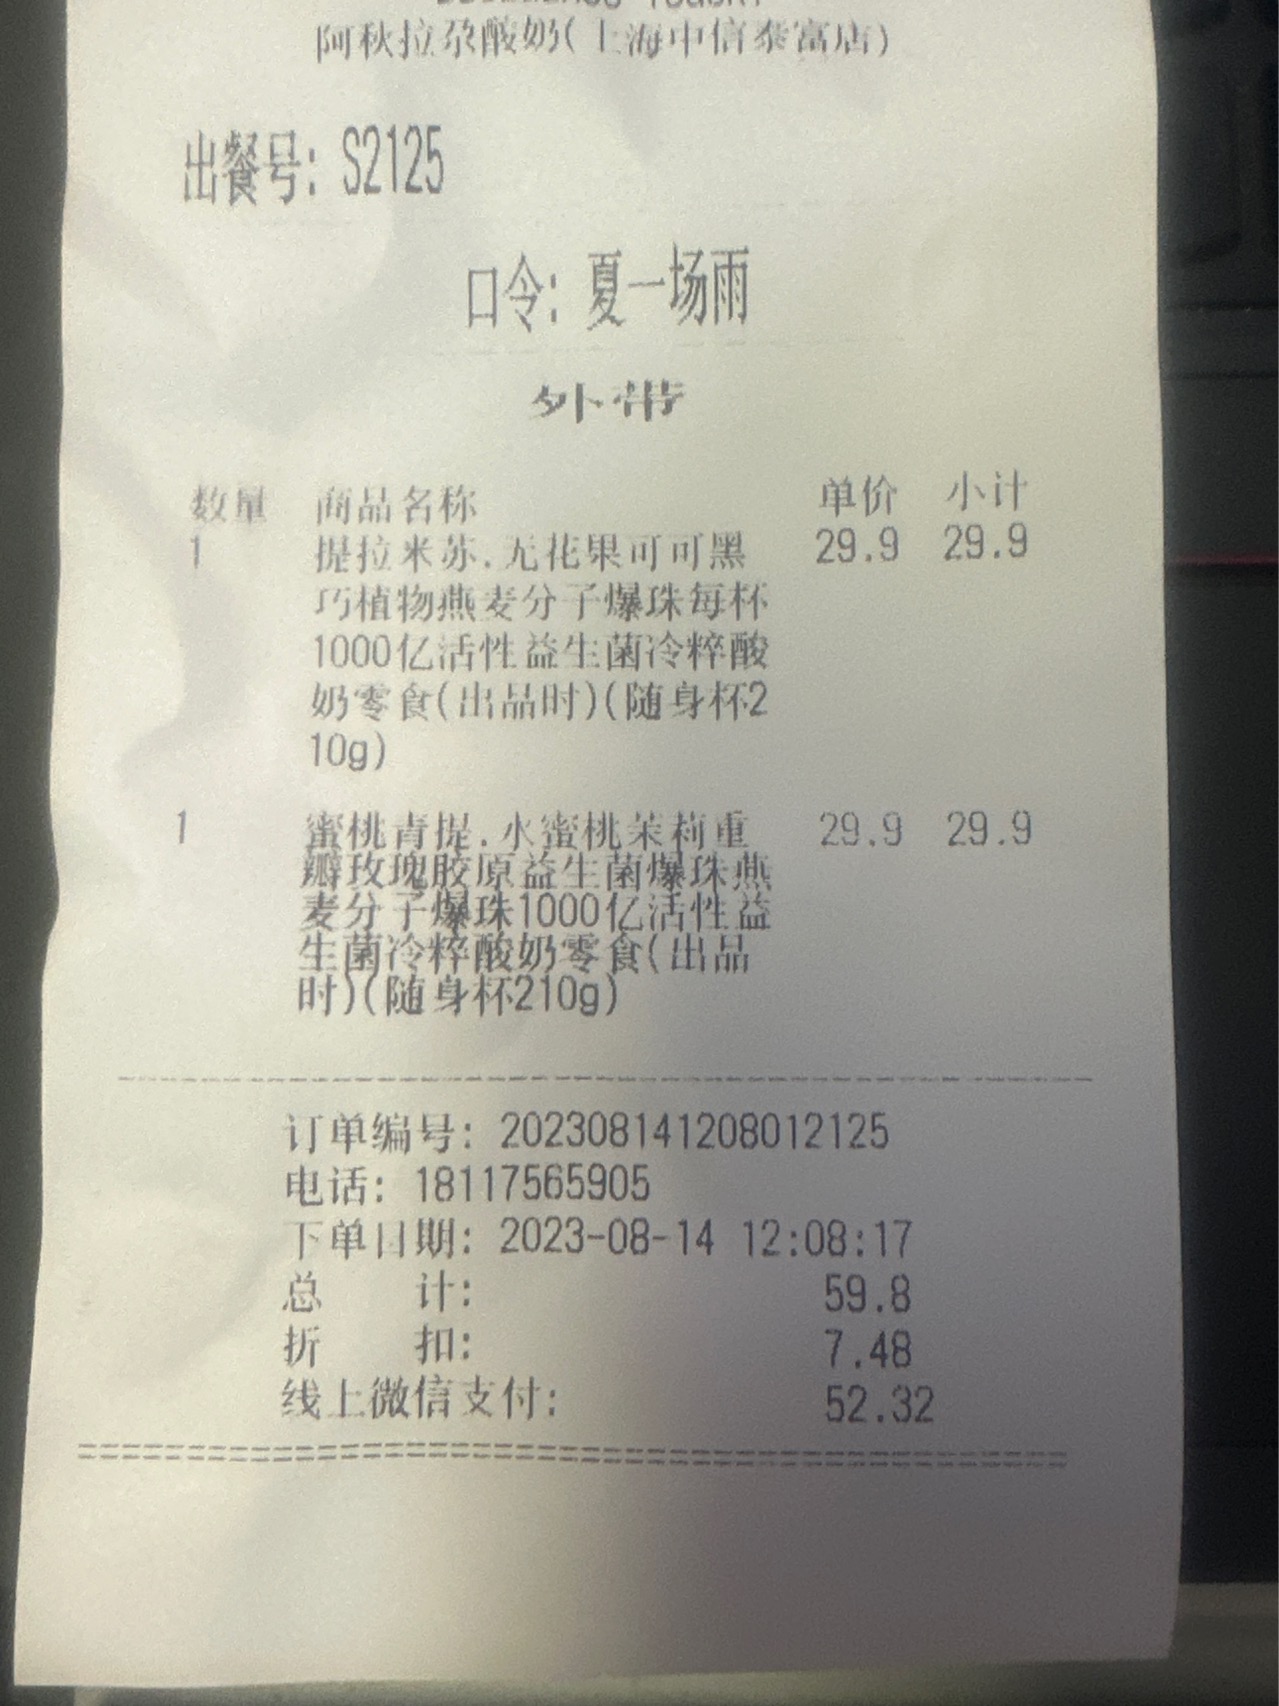 阿秋拉尕酸奶(上海中信泰富店)
出餐号: S2125
口令: 夏一场雨
外带
数量 商品名称 单价 小计
1 提拉米苏.无花果可可黑 29.9 29.9
巧植物燕麦分子爆珠每杯
1000亿活性益生菌冷粹酸
奶零食(出品时)(随身杯2
10g)
1 蜜桃青提.水蜜桃茉莉重 29.9 29.9
瓣玫瑰胶原益生菌爆珠燕
麦分子爆珠1000亿活性益
生菌冷粹酸奶零食(出品
时)(随身杯210g)
订单编号: 202308141208012125
电话: 18117565905
下单日期: 2023-08-14 12:08:17
总 计: 59.8
折 扣: 7.48
线上微信支付: 52.32